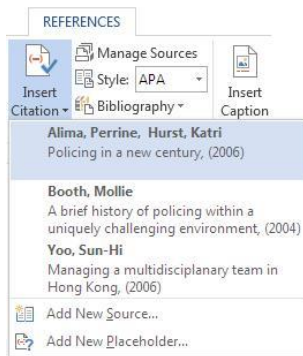 REFERENCES
Manage Sources
Style: APA
Insert Citation
Bibliography
Insert Caption
Alima, Perrine, Hurst, Katri
Policing in a new century, (2006)
Booth, Mollie
A brief history of policing within a
uniquely challenging environment, (2004)
Yoo, Sun-Hi
Managing a multidisciplanary team in
Hong Kong, (2006)
Add New Source...
Add New Placeholder...